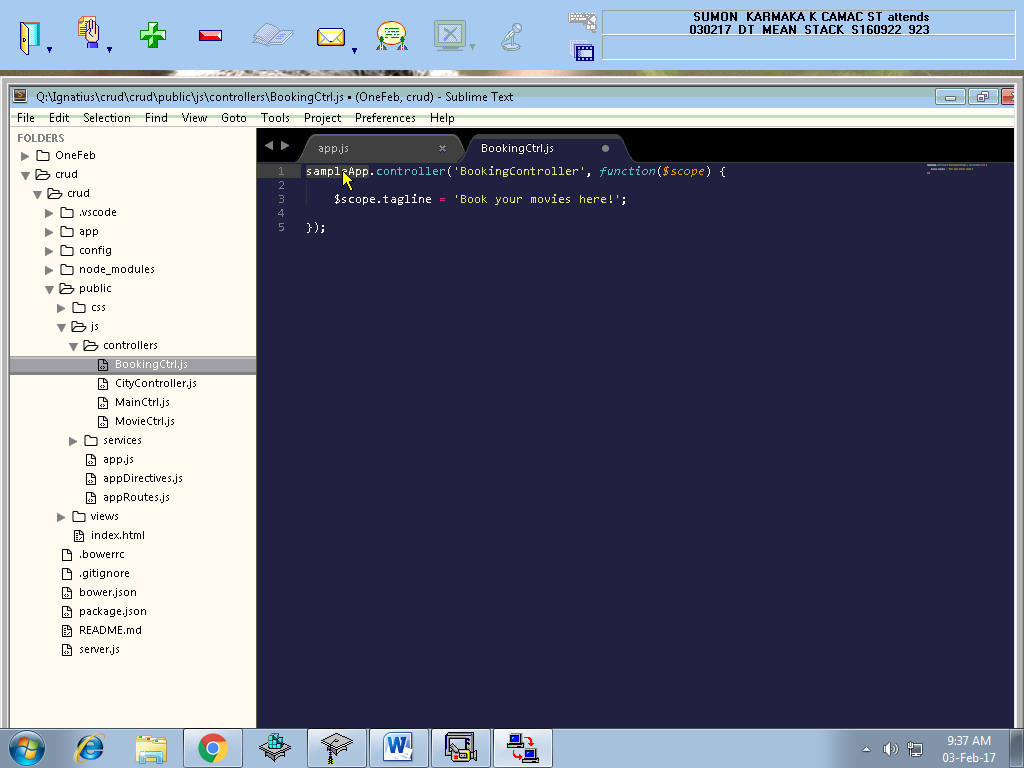 SUMON KARMAKA K CAMAC ST attends
030217 DT MEAN STACK S160922 923
Q:\Ignatius\crud\crud\public\js\controllers\BookingCtrl.js • (OneFeb, crud) - Sublime Text
File Edit Selection Find View Goto Tools Project Preferences Help
FOLDERS
OneFeb
crud
crud
.vscode
app
config
node_modules
public
css
js
controllers
BookingCtrl.js
CityController.js
MainCtrl.js
MovieCtrl.js
services
app.js
appDirectives.js
appRoutes.js
views
index.html
.bowerrc
.gitignore
bower.json
package.json
README.md
server.js
app.js × BookingCtrl.js
1 sampleApp.controller('BookingController', function($scope) {
2
3 $scope.tagline = 'Book your movies here!';
4
5 });
9:37 AM
03-Feb-17